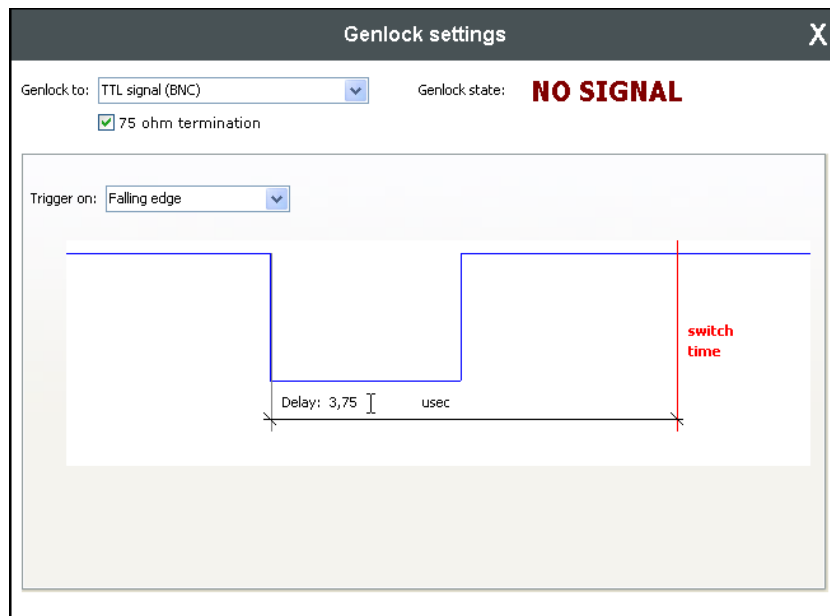 Genlock settings X
Genlock to: TTL signal (BNC) Genlock state: NO SIGNAL
75 ohm termination
Trigger on: Falling edge
switch
time
Delay: 3,75 usec